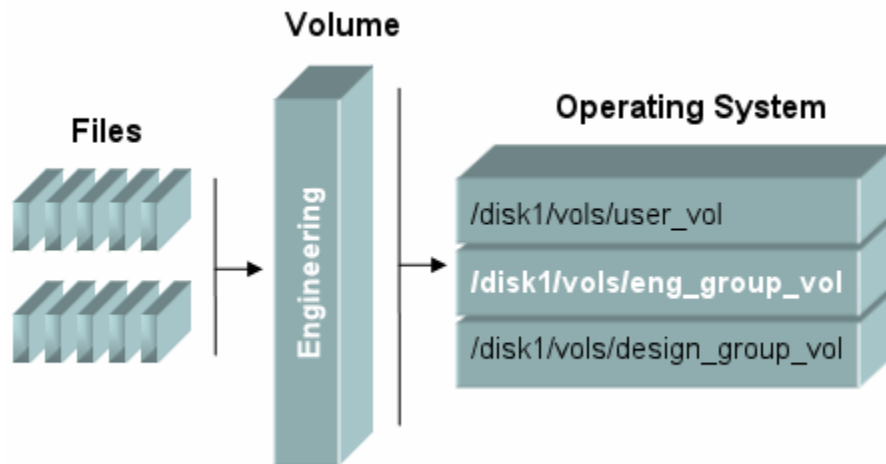 Volume
Files
Engineering
Operating System
/disk1/vols/user_vol
/disk1/vols/eng_group_vol
/disk1/vols/design_group_vol